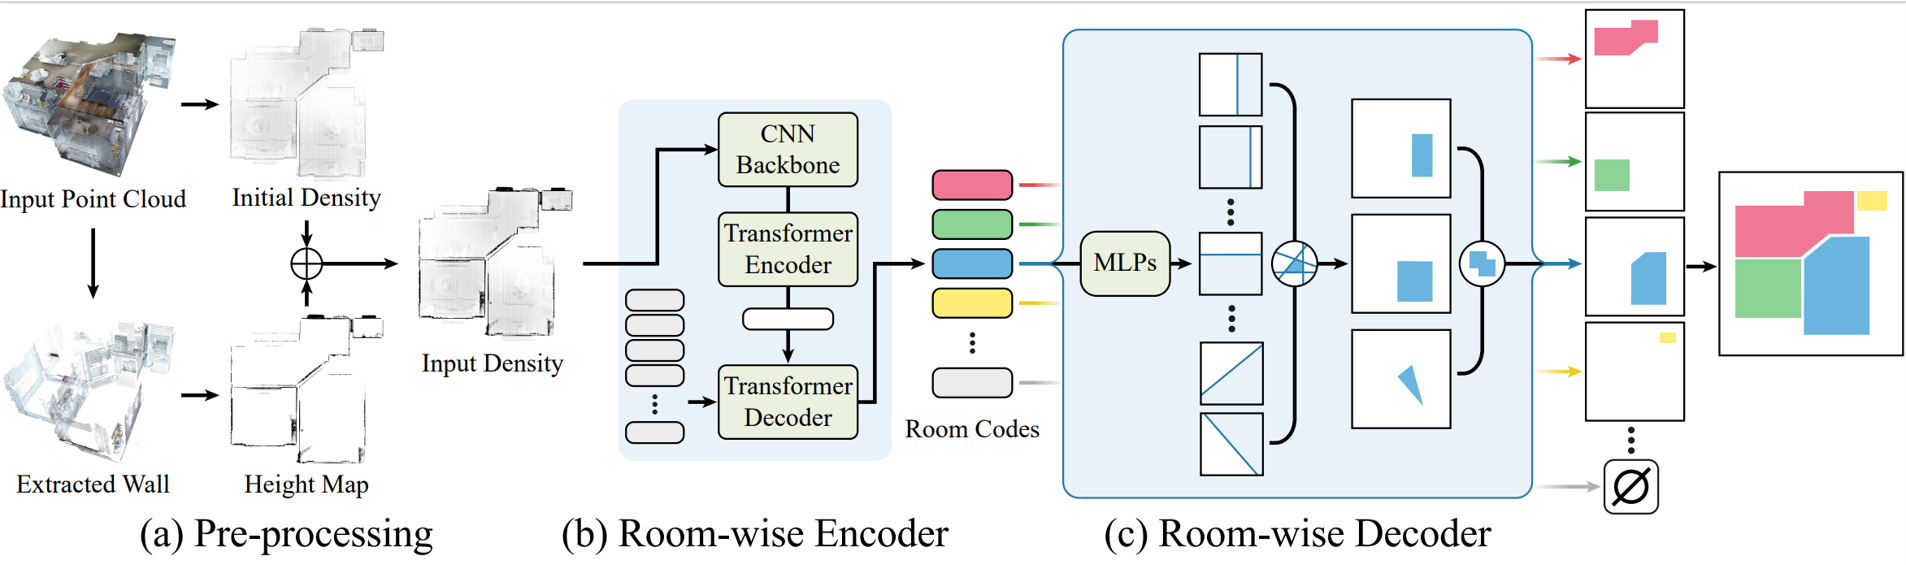 Input Point Cloud
Initial Density
Extracted Wall
Height Map
Input Density
(a) Pre-processing
CNN
Backbone
Transformer
Encoder
Transformer
Decoder
Room Codes
(b) Room-wise Encoder
MLPs
(c) Room-wise Decoder